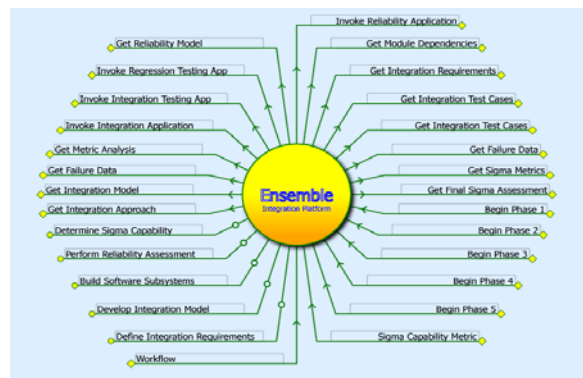 Invoke Reliability Application
Get Reliability Model
Get Module Dependencies
Invoke Regression Testing App
Get Integration Requirements
Invoke Integration Testing App
Get Integration Test Cases
Invoke Integration Application
Get Integration Test Cases
Get Metric Analysis
Get Failure Data
Get Failure Data
Get Sigma Metrics
Get Integration Model
Get Final Sigma Assessment
Ensemble
Integration Platform
Get Integration Approach
Begin Phase 1
Determine Sigma Capability
Begin Phase 2
Perform Reliability Assessment
Begin Phase 3
Build Software Subsystems
Begin Phase 4
Develop Integration Model
Begin Phase 5
Define Integration Requirements
Sigma Capability Metric
Workflow